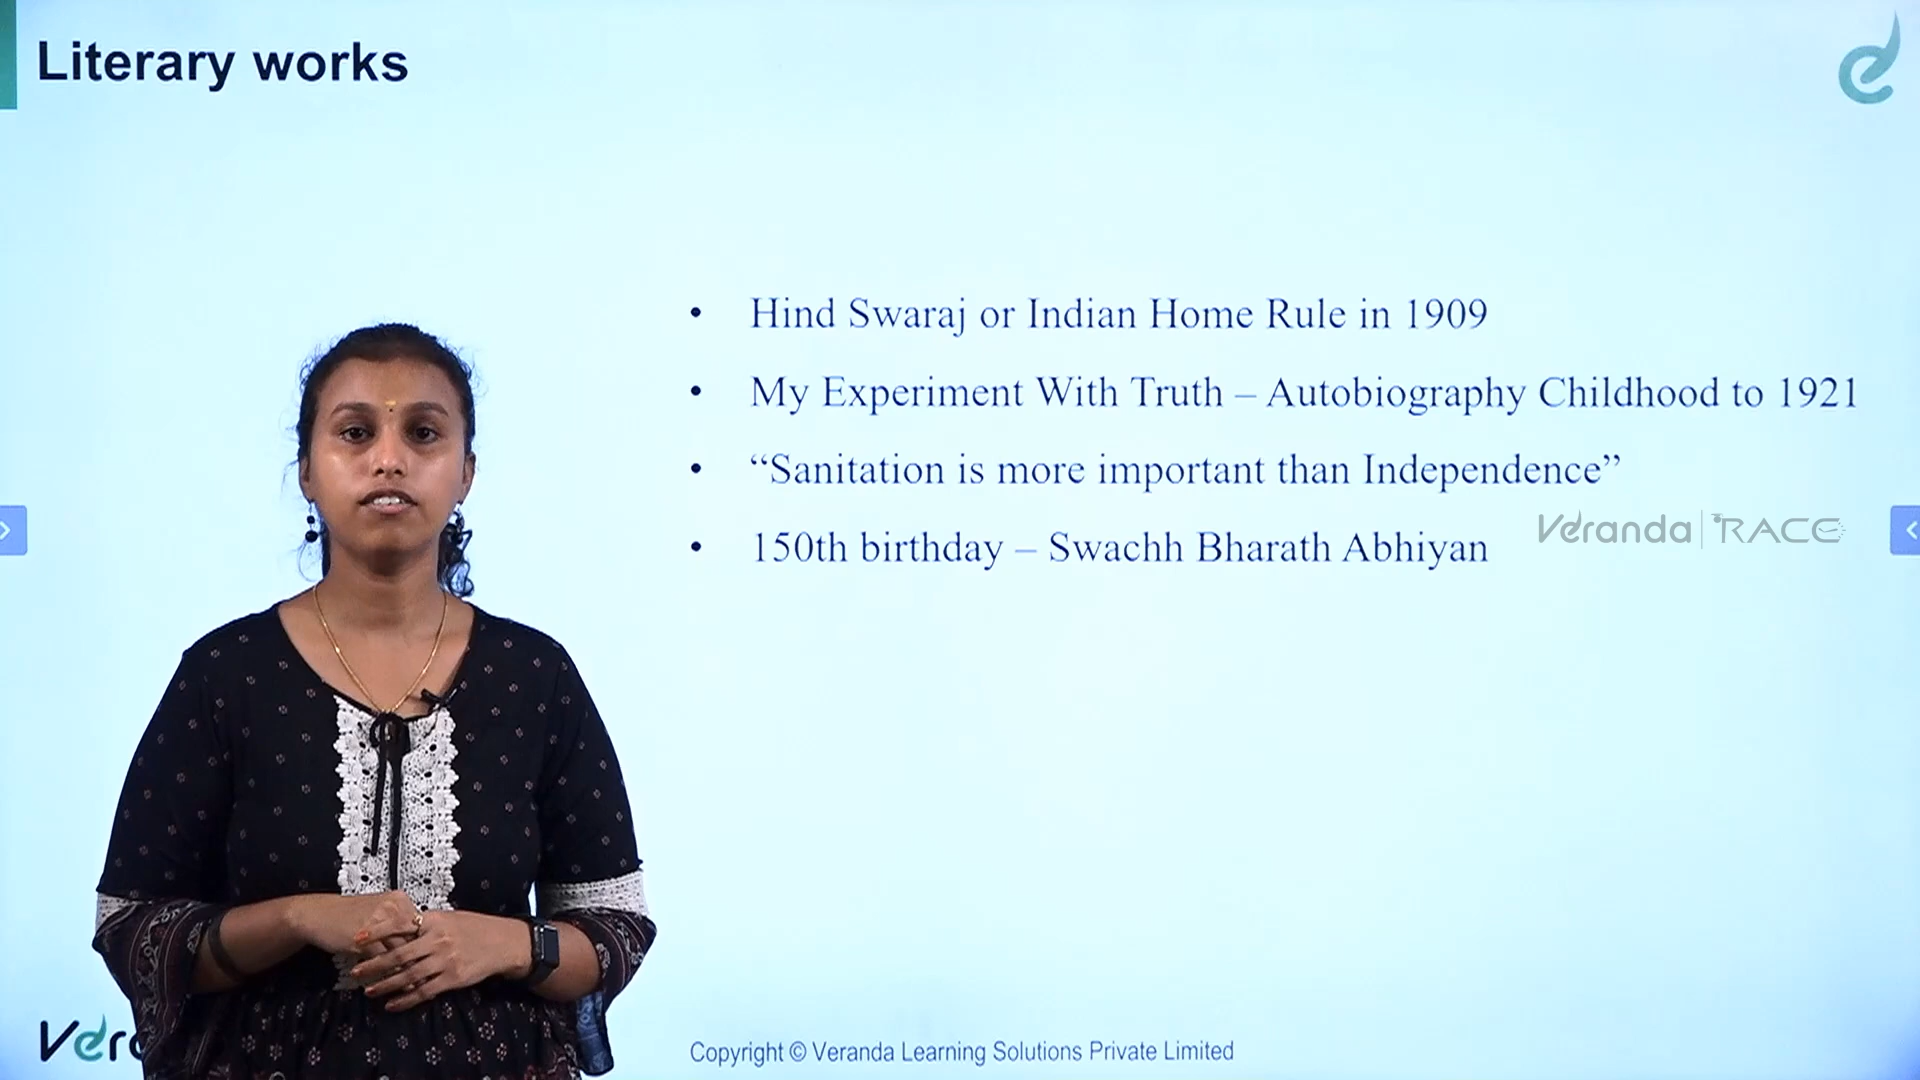 Literary works
• Hind Swaraj or Indian Home Rule in 1909
• My Experiment With Truth – Autobiography Childhood to 1921
• “Sanitation is more important than Independence”
• 150th birthday – Swachh Bharath Abhiyan
Veranda RACE
Copyright © Veranda Learning Solutions Private Limited